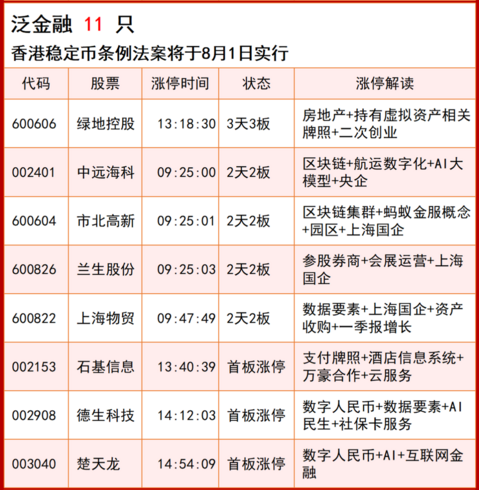 泛金融 11 只
香港稳定币条例法案将于8月1日实行
代码 股票 涨停时间 状态 涨停解读
600606 绿地控股 13:18:30 3天3板 房地产+持有虚拟资产相关
牌照+二次创业
002401 中远海科 09:25:00 2天2板 区块链+航运数字化+AI大
模型+央企
600604 市北高新 09:25:01 2天2板 区块链集群+蚂蚁金服概念
+园区+上海国企
600826 兰生股份 09:25:03 2天2板 参股券商+会展运营+上海
国企
600822 上海物贸 09:47:49 2天2板 数据要素+上海国企+资产
收购+一季报增长
002153 石基信息 13:40:39 首板涨停 支付牌照+酒店信息系统+
万豪合作+云服务
002908 德生科技 14:12:03 首板涨停 数字人民币+数据要素+AI
民生+社保卡服务
003040 楚天龙 14:54:09 首板涨停 数字人民币+AI+互联网金
融